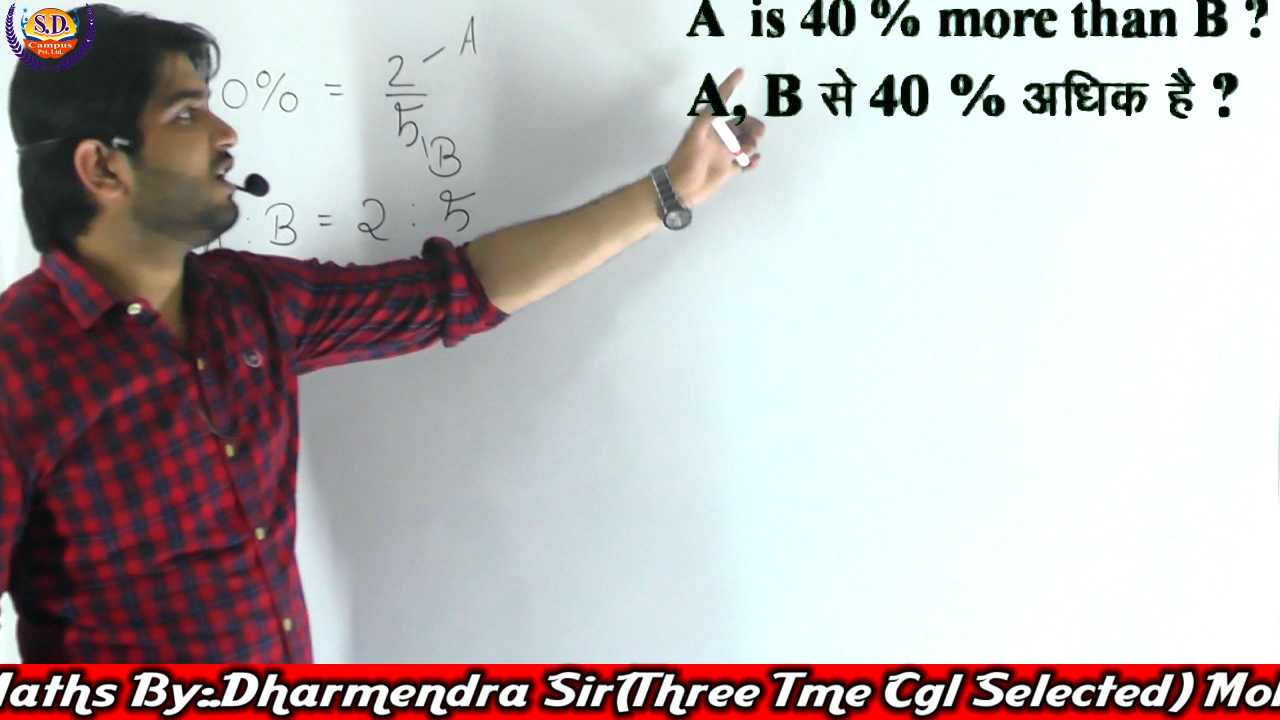 S.D.
Campus
Pvt. Ltd.
A is 40 % more than B ?
A, B से 40 % अधिक है ?
0% = 2/5
A
B
: B = 2 : 5
Maths By:-Dharmendra Sir(Three Tme Cgl Selected) Mob